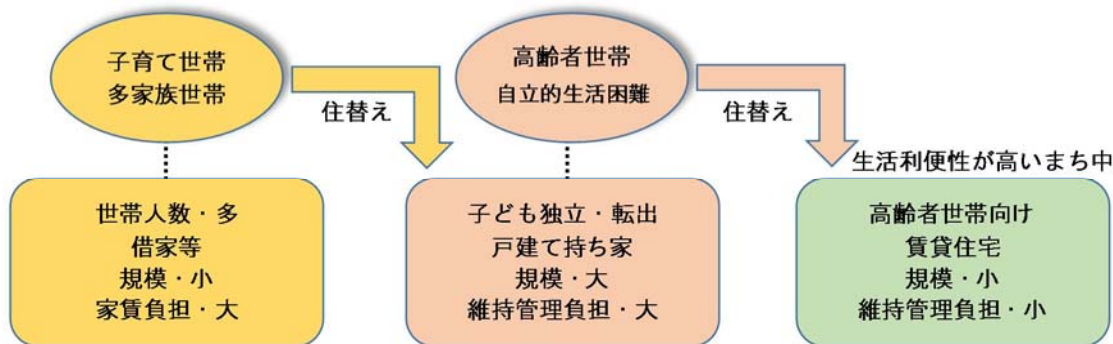 子育て世帯
多家族世帯
住替え
高齢者世帯
自立的生活困難
住替え
生活利便性が高いまち中
世帯人数・多
借家等
規模・小
家賃負担・大
子ども独立・転出
戸建て持ち家
規模・大
維持管理負担・大
高齢者世帯向け
賃貸住宅
規模・小
維持管理負担・小